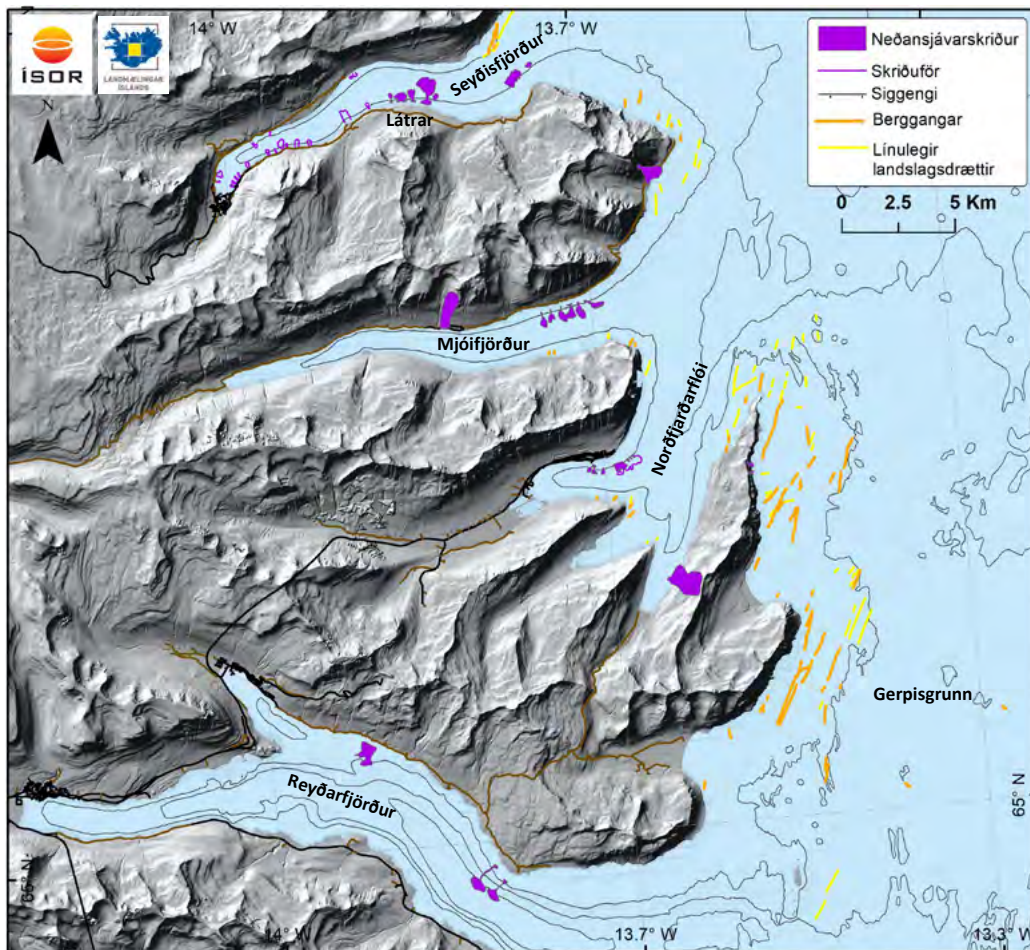 14° W
13.7° W
ÍSOR
LANDMÆLINGAR
ÍSLANDS
N
Neðansjávarskriður
Skriðuför
Siggengi
Berggangar
Línulegir
landslagsdrættir
0 2.5 5 Km
Seyðisfjörður
Látrar
Mjóifjörður
Norðfjarðarflói
Gerpisgrunn
Reyðarfjörður
65° N
65° N
14° W
13.7° W
13.3° W